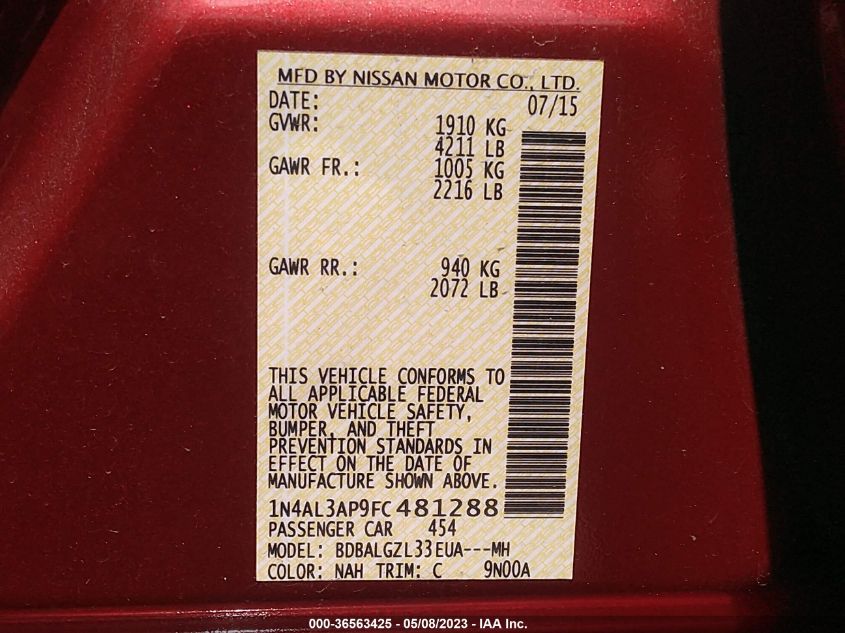 MFD BY NISSAN MOTOR CO., LTD.
DATE: 07/15
GVWR: 1910 KG
4211 LB
GAWR FR.: 1005 KG
2216 LB
GAWR RR.: 940 KG
2072 LB
THIS VEHICLE CONFORMS TO
ALL APPLICABLE FEDERAL
MOTOR VEHICLE SAFETY,
BUMPER, AND THEFT
PREVENTION STANDARDS IN
EFFECT ON THE DATE OF
MANUFACTURE SHOWN ABOVE.
1N4AL3AP9FC481288
PASSENGER CAR 454
MODEL: BDBALGZL33EUA---MH
COLOR: NAH TRIM: C 9N00A
000-36563425 - 05/08/2023 - IAA Inc.